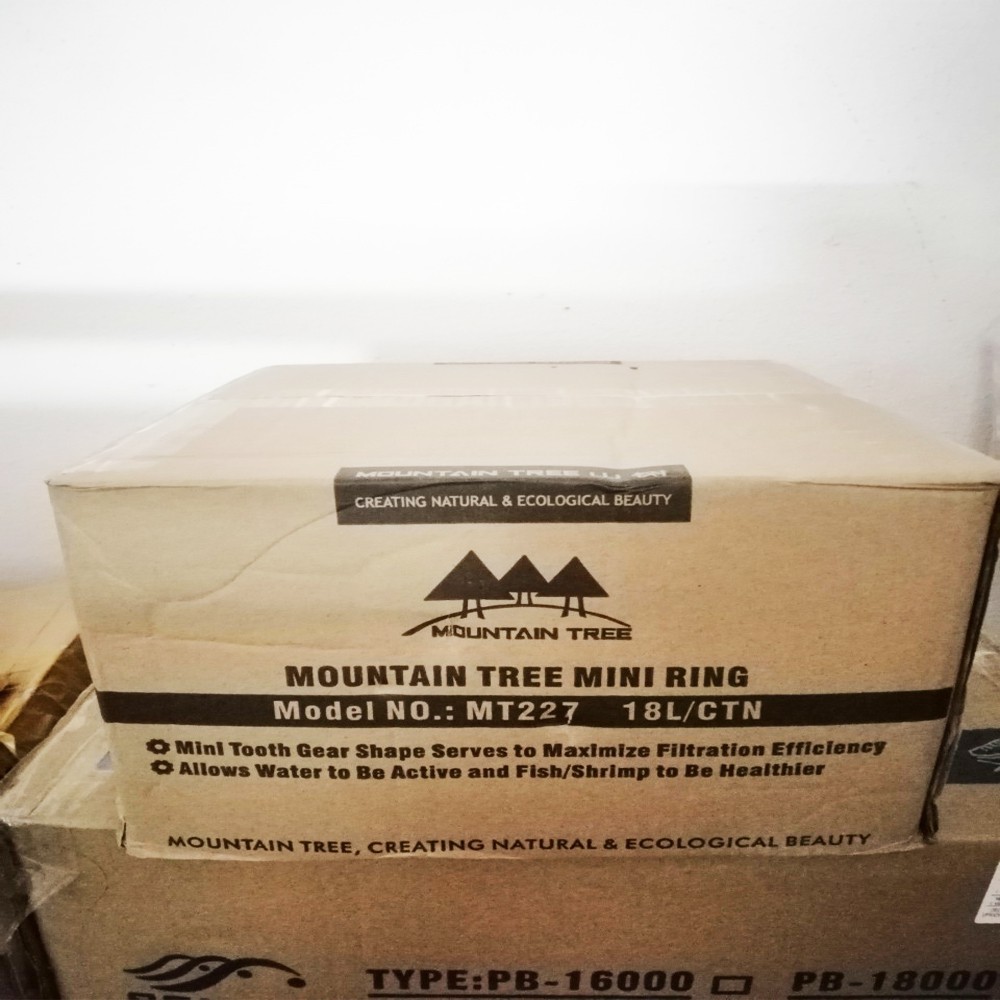 MOUNTAIN TREE
CREATING NATURAL & ECOLOGICAL BEAUTY
MOUNTAIN TREE
MOUNTAIN TREE MINI RING
Model NO.: MT227 18L/CTN
Mini Tooth Gear Shape Serves to Maximize Filtration Efficiency
Allows Water to Be Active and Fish/Shrimp to Be Healthier
MOUNTAIN TREE, CREATING NATURAL & ECOLOGICAL BEAUTY
TYPE:PB-16000 PB-18000